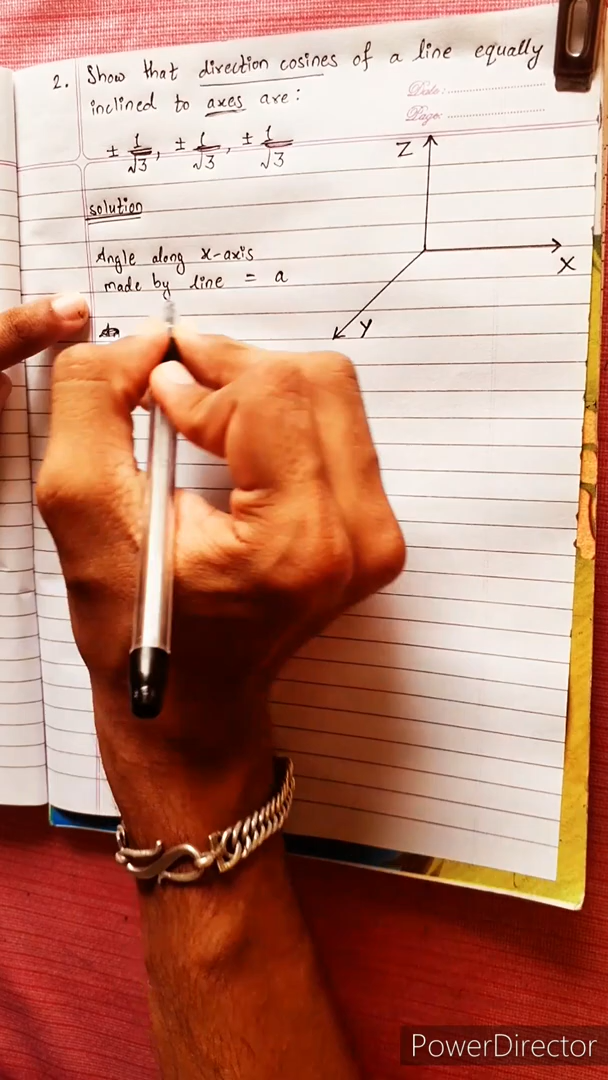 2. Show that direction cosines of a line equally
inclined to axes are:
Date:
Page:
± 1/√3, ± 1/√3, ± 1/√3
solution
Angle along x-axis
made by line = a
Z
X
Y
PowerDirector